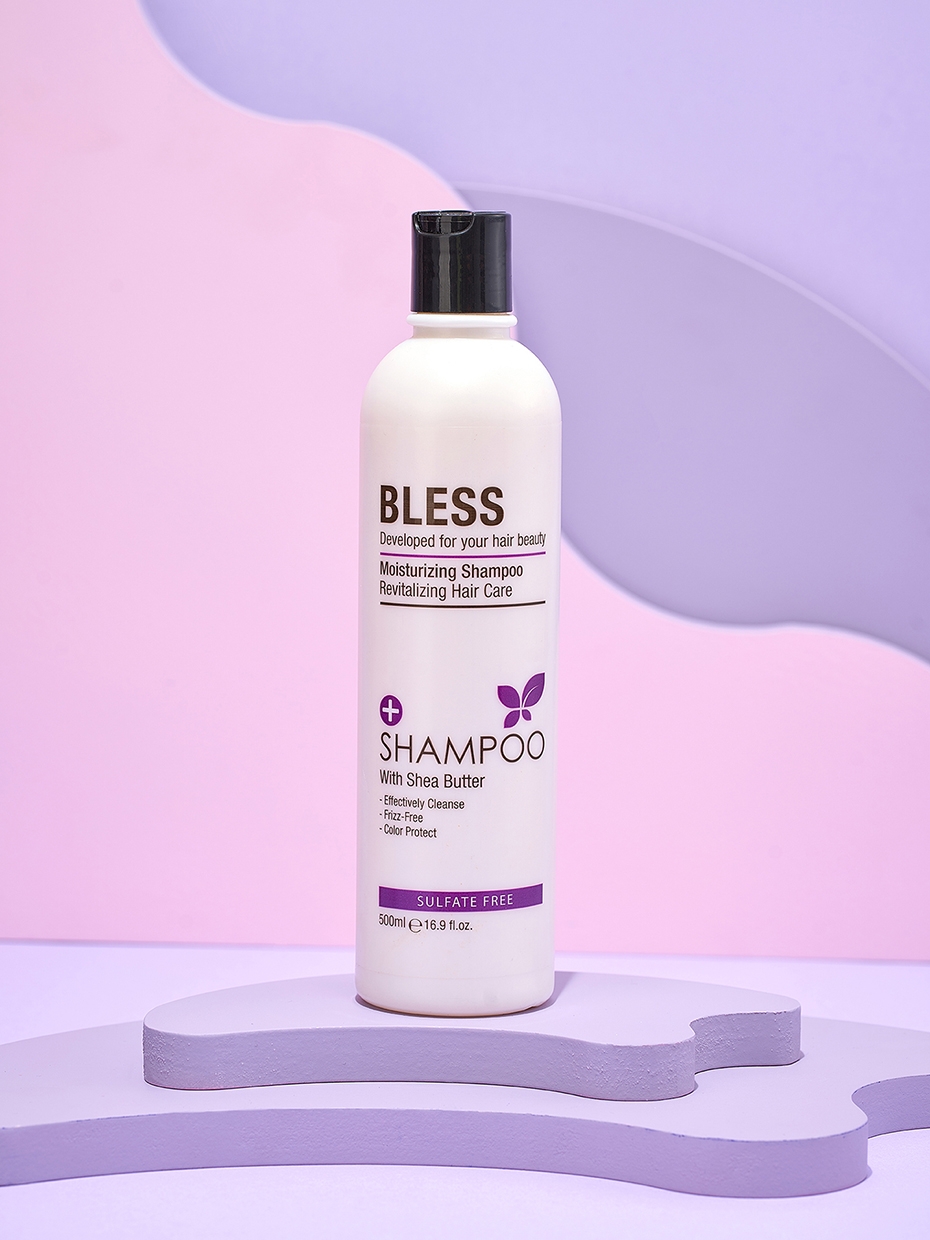 BLESS
Developed for your hair beauty
Moisturizing Shampoo
Revitalizing Hair Care
SHAMPOO
With Shea Butter
- Effectively Cleanse
- Frizz-Free
- Color Protect
SULFATE FREE
500ml ℮ 16.9 fl.oz.